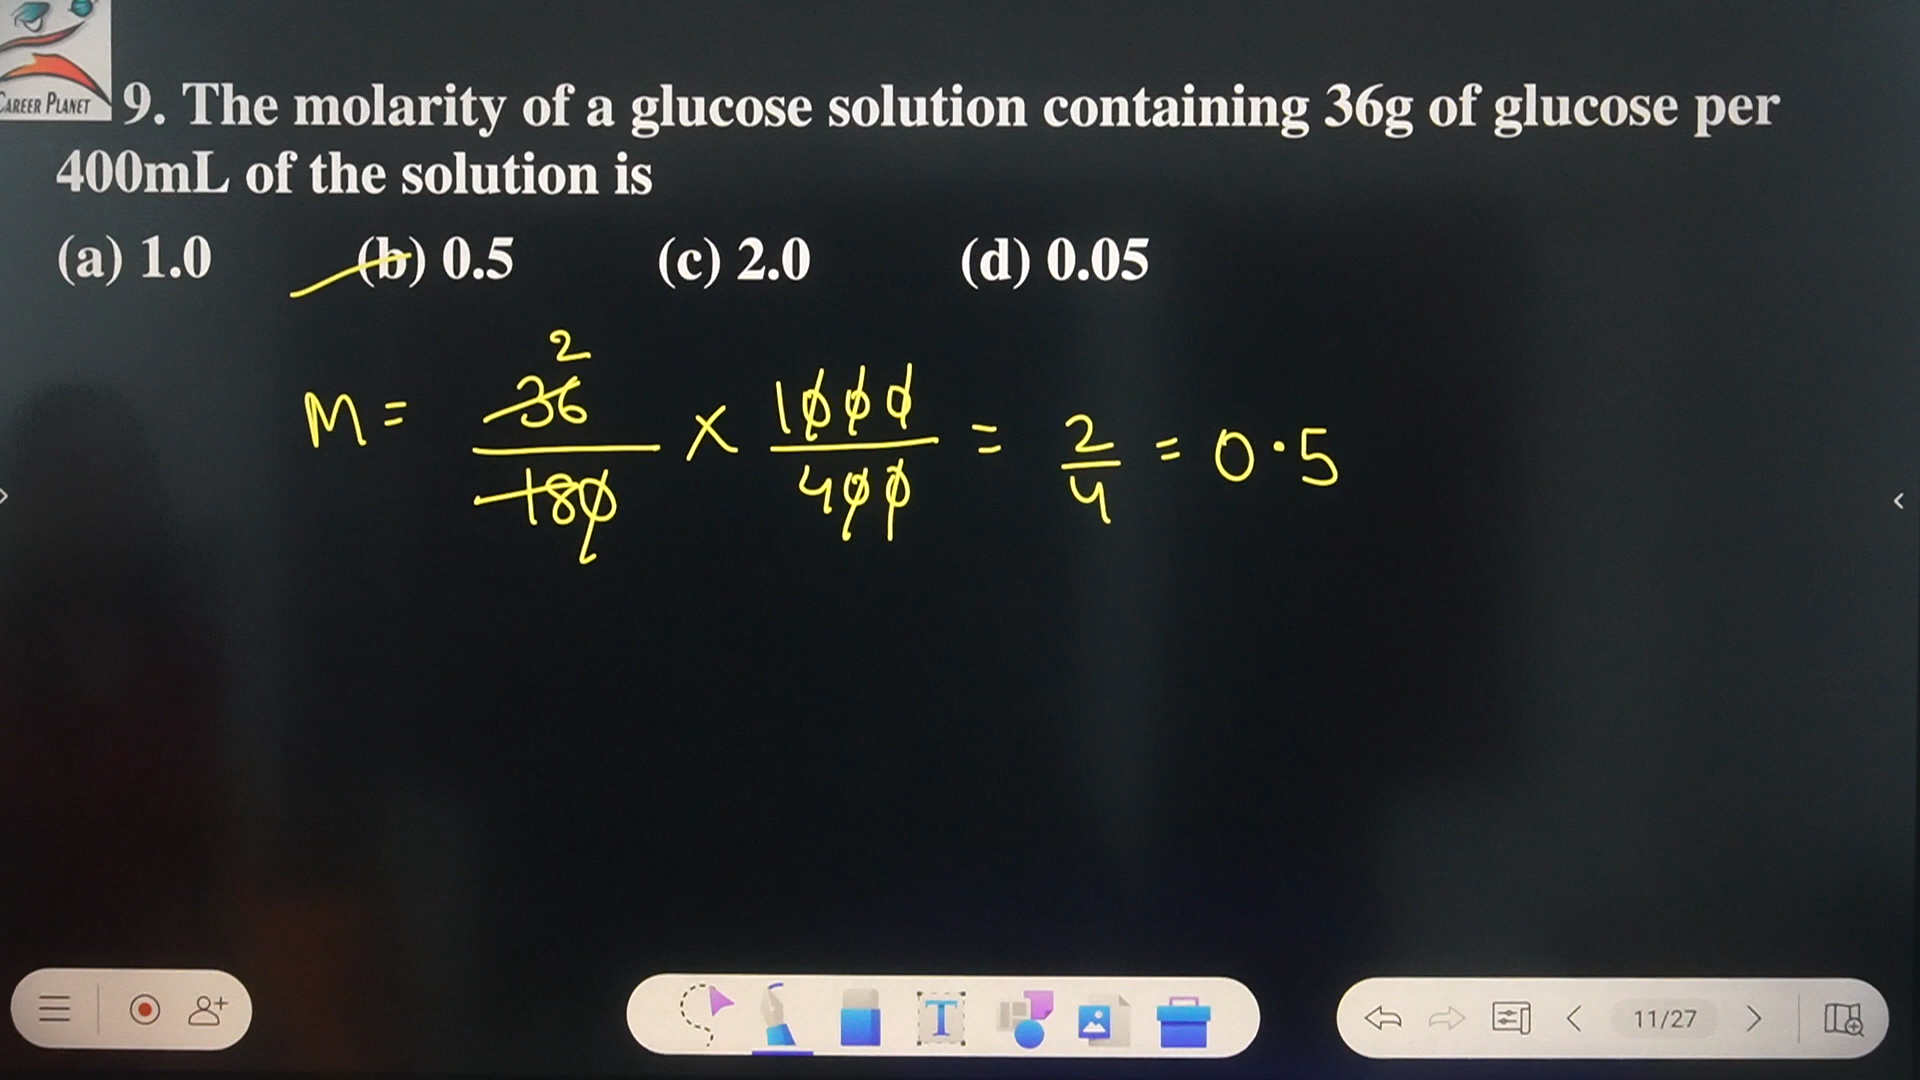 CAREER PLANET
9. The molarity of a glucose solution containing 36g of glucose per
400mL of the solution is
(a) 1.0 (b) 0.5 (c) 2.0 (d) 0.05
2
M = 36/180 × 1000/400 = 2/4 = 0.5
T
11/27